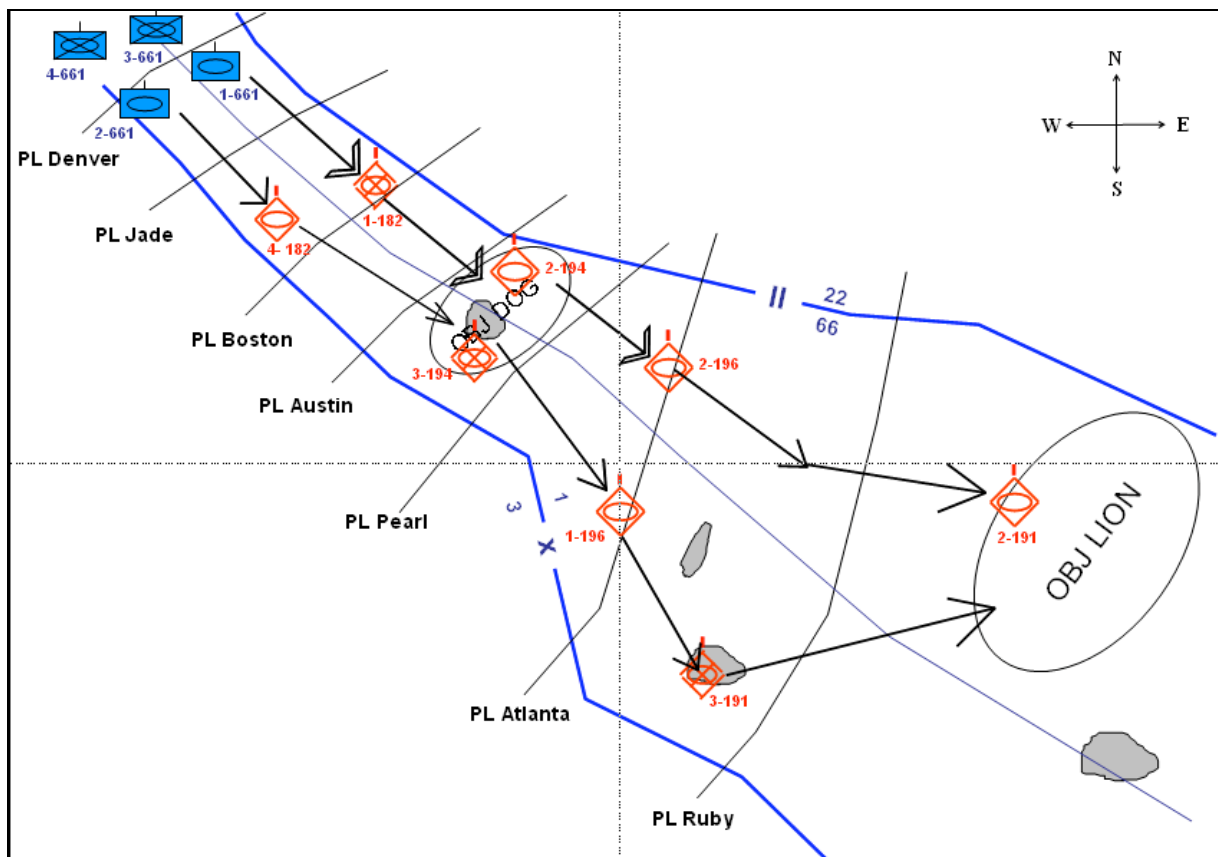 4-661
3-661
1-661
2-661
N
W
E
S
PL Denver
1-182
PL Jade
4- 182
2-194
OBJ DOG
II
22
66
PL Boston
3-194
2-196
PL Austin
1
3
X
PL Pearl
1-196
2-191
OBJ LION
3-191
PL Atlanta
PL Ruby